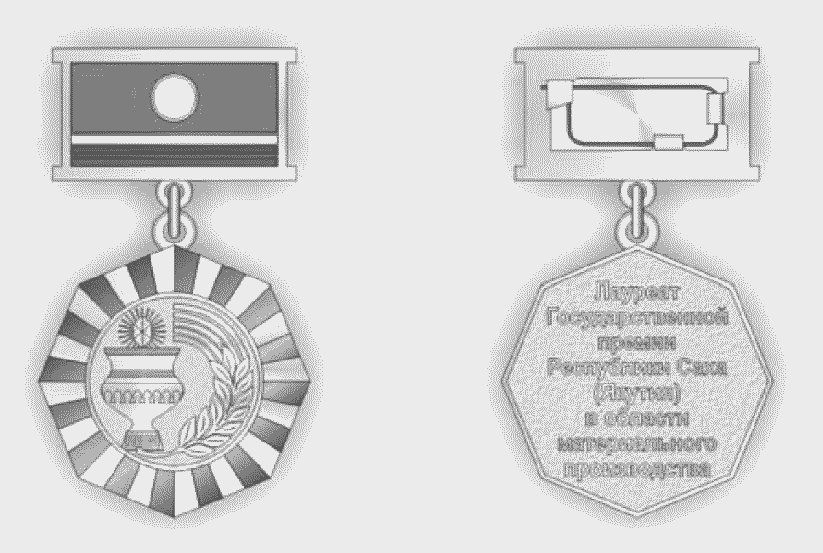 Лауреат
Государственной
премии
Республики Саха
(Якутия)
в области
материального
производства